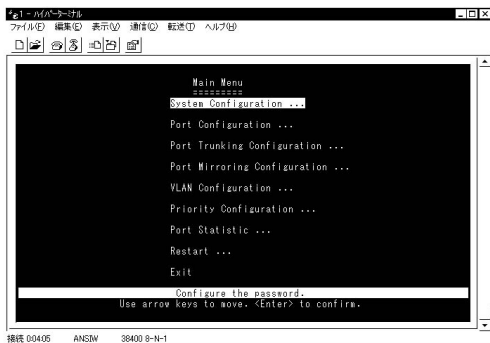 1 - ハイパーターミナル
ファイル(F) 編集(E) 表示(V) 通信(C) 転送(T) ヘルプ(H)
Main Menu
=========
System Configuration ...
Port Configuration ...
Port Trunking Configuration ...
Port Mirroring Configuration ...
VLAN Configuration ...
Priority Configuration ...
Port Statistic ...
Restart ...
Exit
Configure the password.
Use arrow keys to move. <Enter> to confirm.
接続 0:04:05 ANSIW 38400 8-N-1